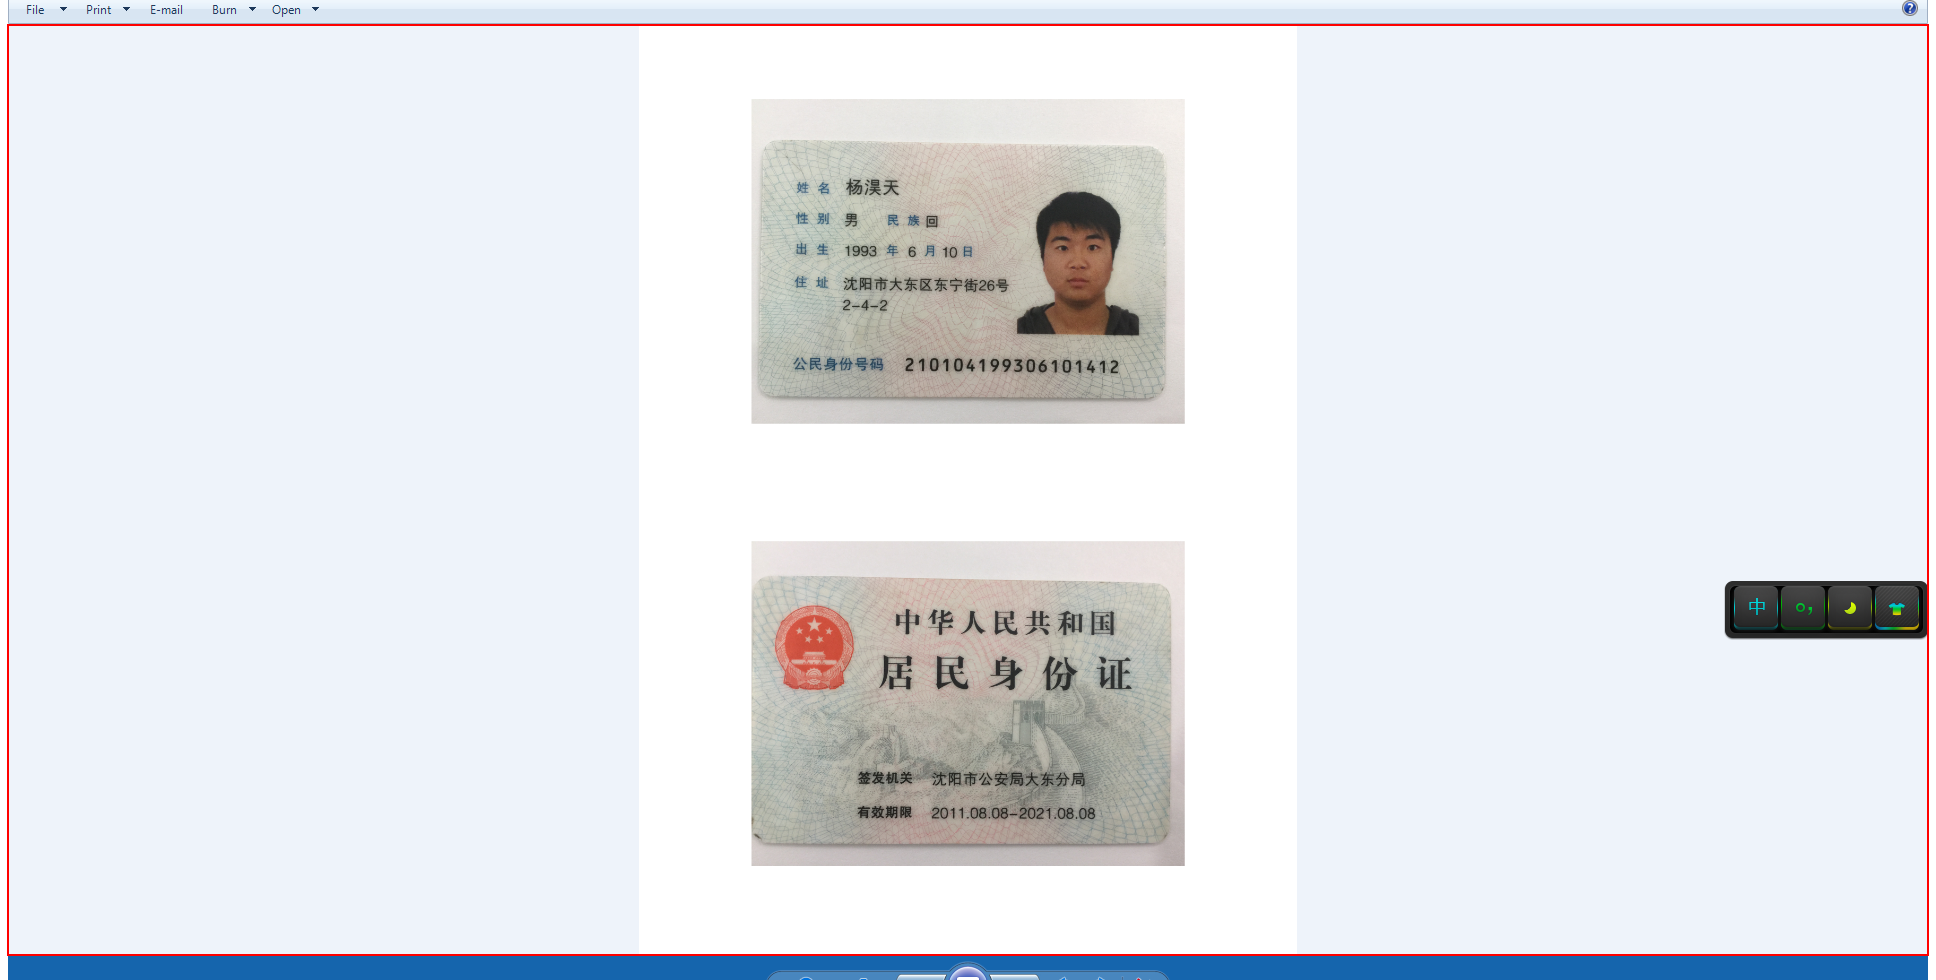 File Print E-mail Burn Open
姓名 杨淏天
性别 男 民族 回
出生 1993 年 6 月 10 日
住址 沈阳市大东区东宁街26号
2-4-2
公民身份号码 210104199306101412
中华人民共和国
居民身份证
签发机关 沈阳市公安局大东分局
有效期限 2011.08.08-2021.08.08
中